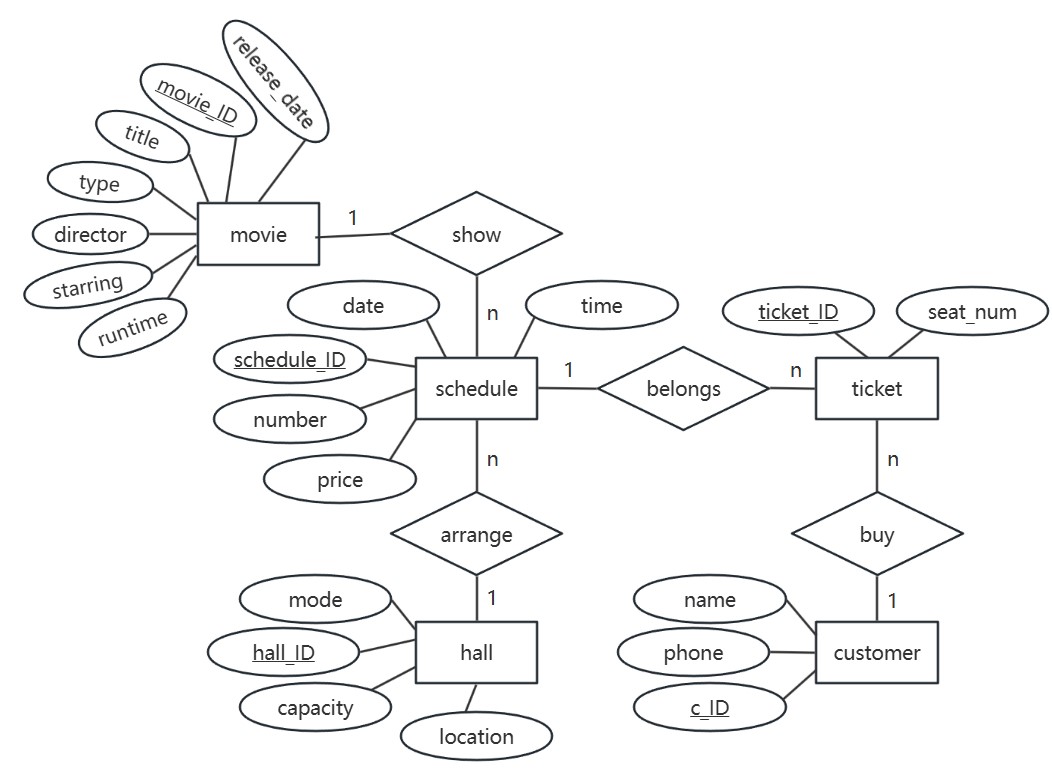 release_date
movie_ID
title
type
director
starring
runtime
movie
1
show
n
date
time
schedule_ID
number
price
schedule
1
belongs
n
ticket_ID
seat_num
ticket
n
arrange
1
n
buy
1
mode
hall_ID
capacity
location
hall
name
phone
c_ID
customer